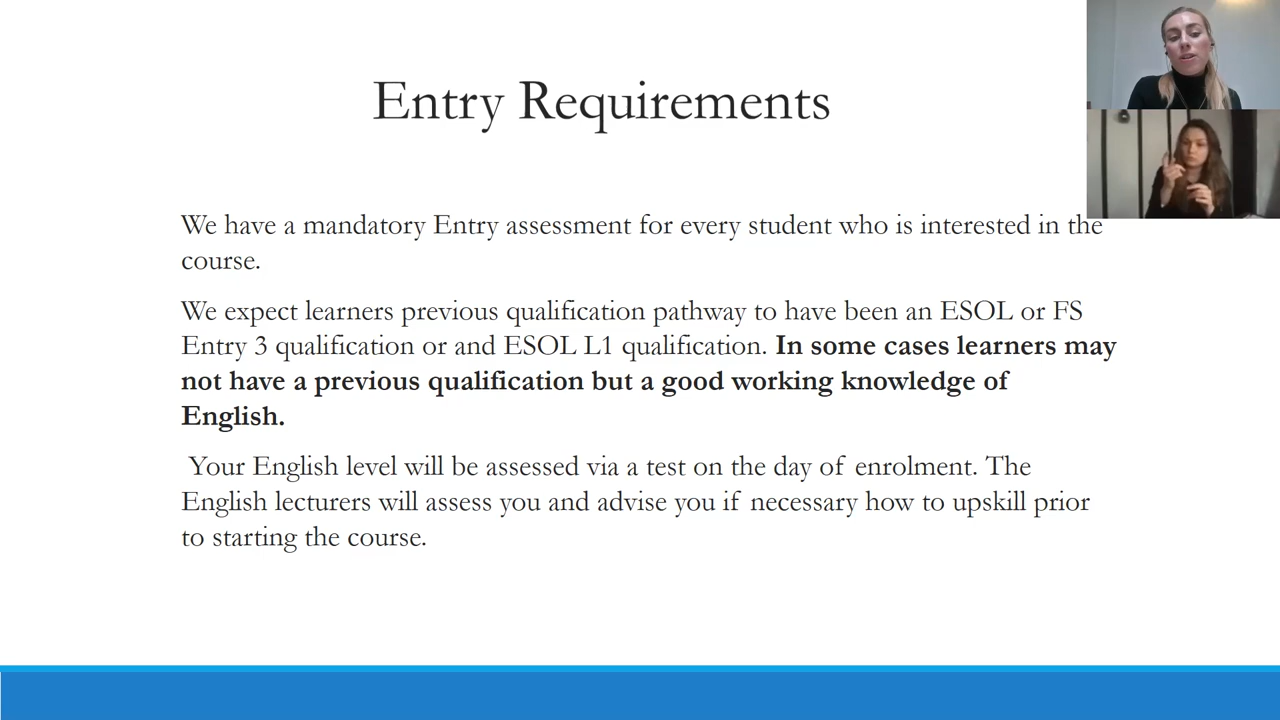 Entry Requirements
We have a mandatory Entry assessment for every student who is interested in the
course.
We expect learners previous qualification pathway to have been an ESOL or FS
Entry 3 qualification or and ESOL L1 qualification. In some cases learners may
not have a previous qualification but a good working knowledge of
English.
Your English level will be assessed via a test on the day of enrolment. The
English lecturers will assess you and advise you if necessary how to upskill prior
to starting the course.